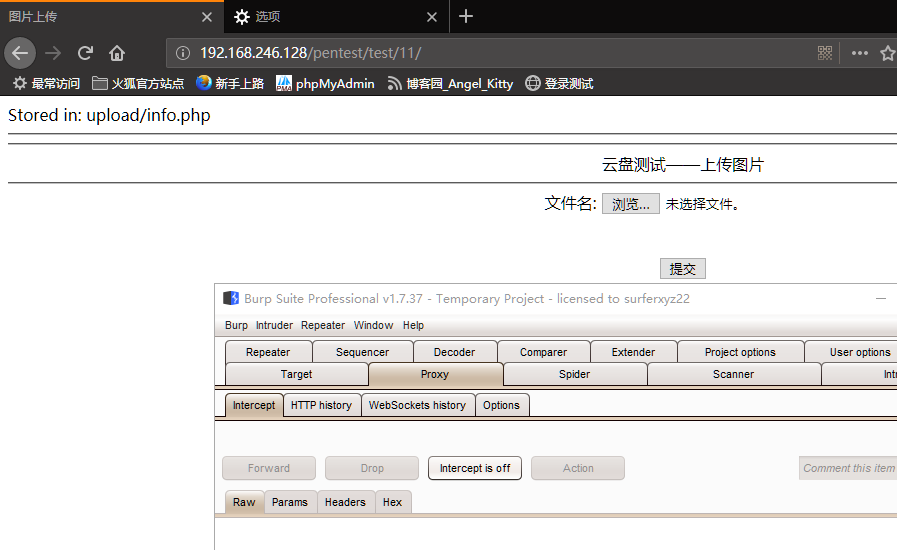 图片上传 选项
192.168.246.128/pentest/test/11/
最常访问 火狐官方站点 新手上路 phpMyAdmin 博客园_Angel_Kitty 登录测试
Stored in: upload/info.php
云盘测试——上传图片
文件名: 浏览... 未选择文件。
提交
Burp Suite Professional v1.7.37 - Temporary Project - licensed to surferxyz22
Burp Intruder Repeater Window Help
Repeater Sequencer Decoder Comparer Extender Project options User options
Target Proxy Spider Scanner Intr
Intercept HTTP history WebSockets history Options
Forward Drop Intercept is off Action Comment this item
Raw Params Headers Hex